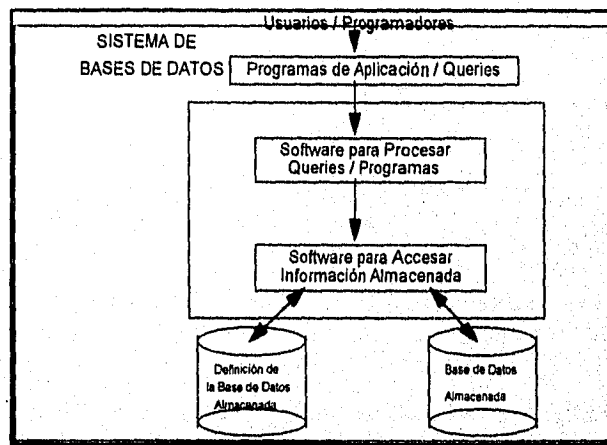 Usuarios / Programadores
SISTEMA DE
BASES DE DATOS
Programas de Aplicación / Queries
Software para Procesar
Queries / Programas
Software para Accesar
Información Almacenada
Definición de
la Base de Datos
Almacenada
Base de Datos
Almacenada